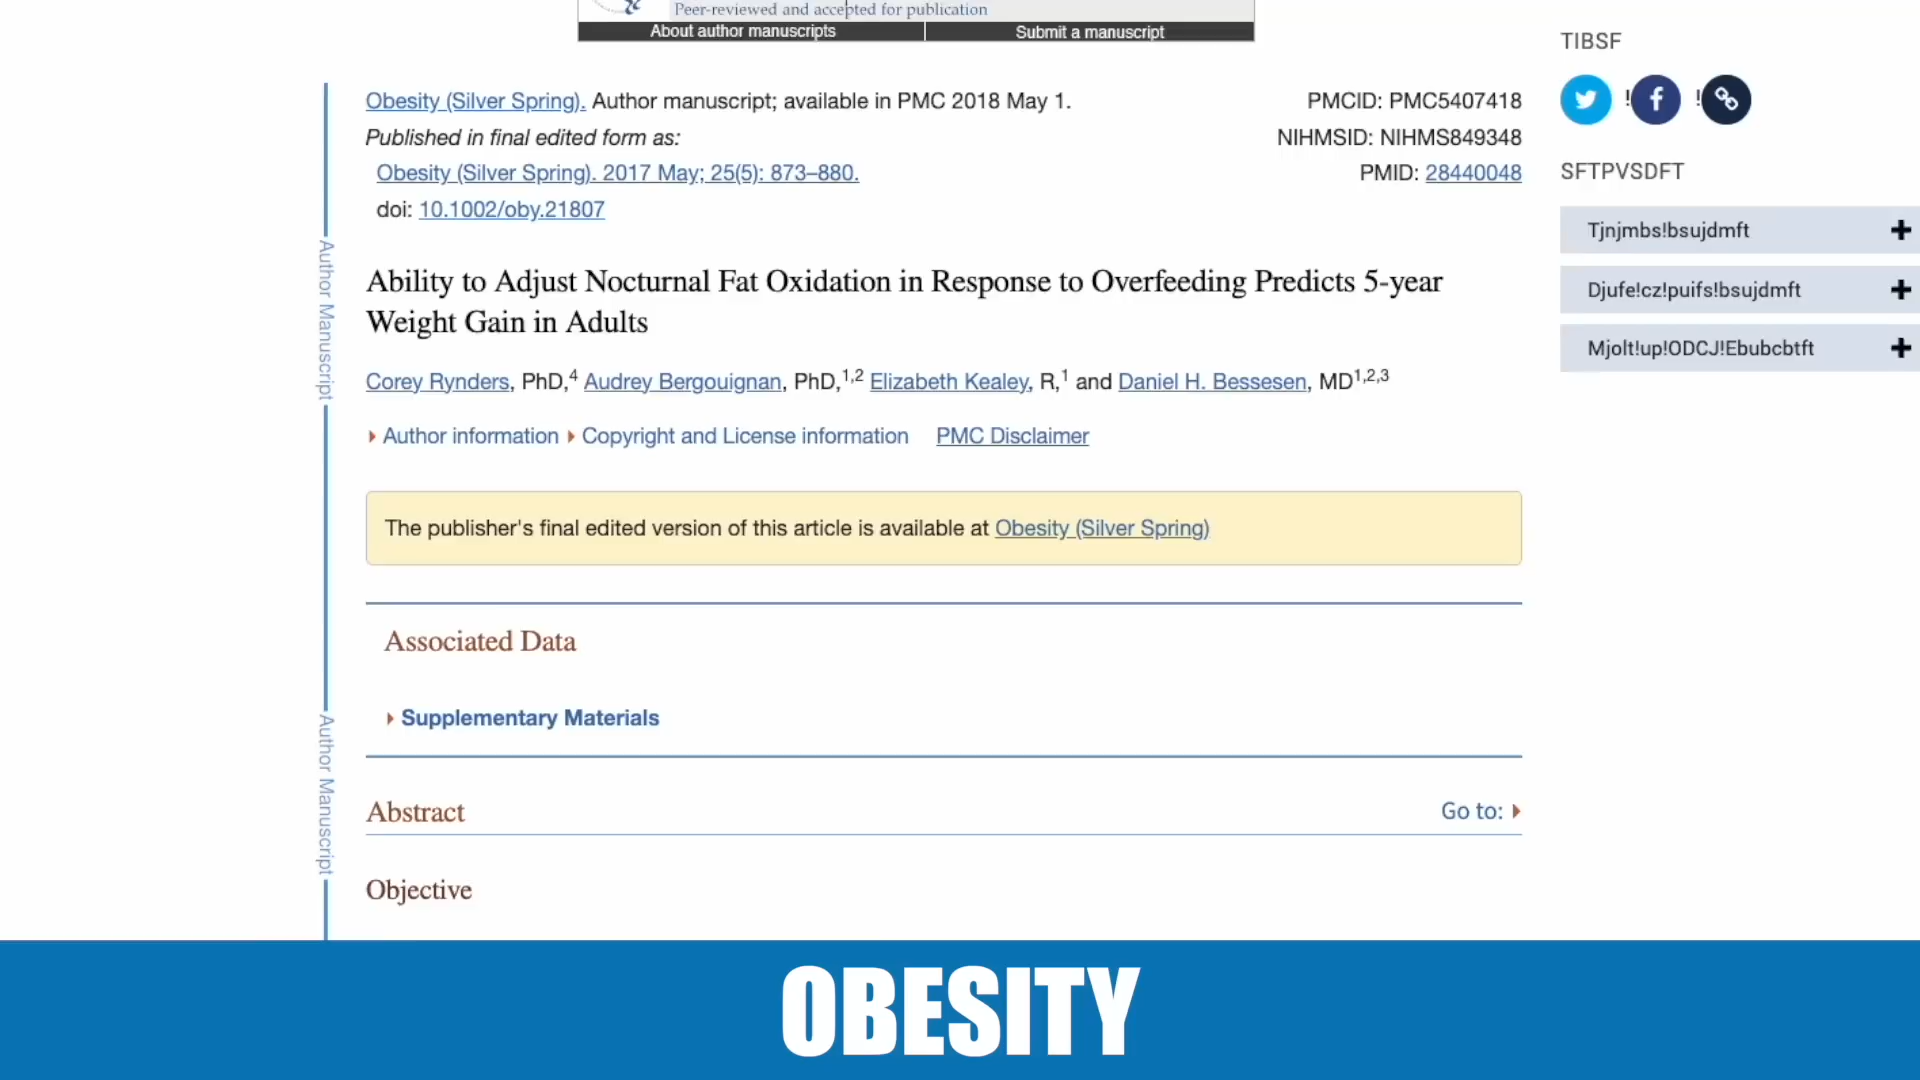 Peer-reviewed and accepted for publication
About author manuscripts
Submit a manuscript
Obesity (Silver Spring). Author manuscript; available in PMC 2018 May 1.
Published in final edited form as:
Obesity (Silver Spring). 2017 May; 25(5): 873–880.
doi: 10.1002/oby.21807
PMCID: PMC5407418
NIHMSID: NIHMS849348
PMID: 28440048
Ability to Adjust Nocturnal Fat Oxidation in Response to Overfeeding Predicts 5-year
Weight Gain in Adults
Corey Rynders, PhD,4 Audrey Bergouignan, PhD,1,2 Elizabeth Kealey, R,1 and Daniel H. Bessesen, MD1,2,3
Author information Copyright and License information PMC Disclaimer
The publisher's final edited version of this article is available at Obesity (Silver Spring)
Associated Data
Supplementary Materials
Abstract
Go to:
Objective
Author Manuscript
Author Manuscript
TIBSF
! !
SFTPVSDFT
Tjnjmbs!bsujdmft
Djufe!cz!puifs!bsujdmft
Mjolt!up!ODCJ!Ebubcbtft
OBESITY